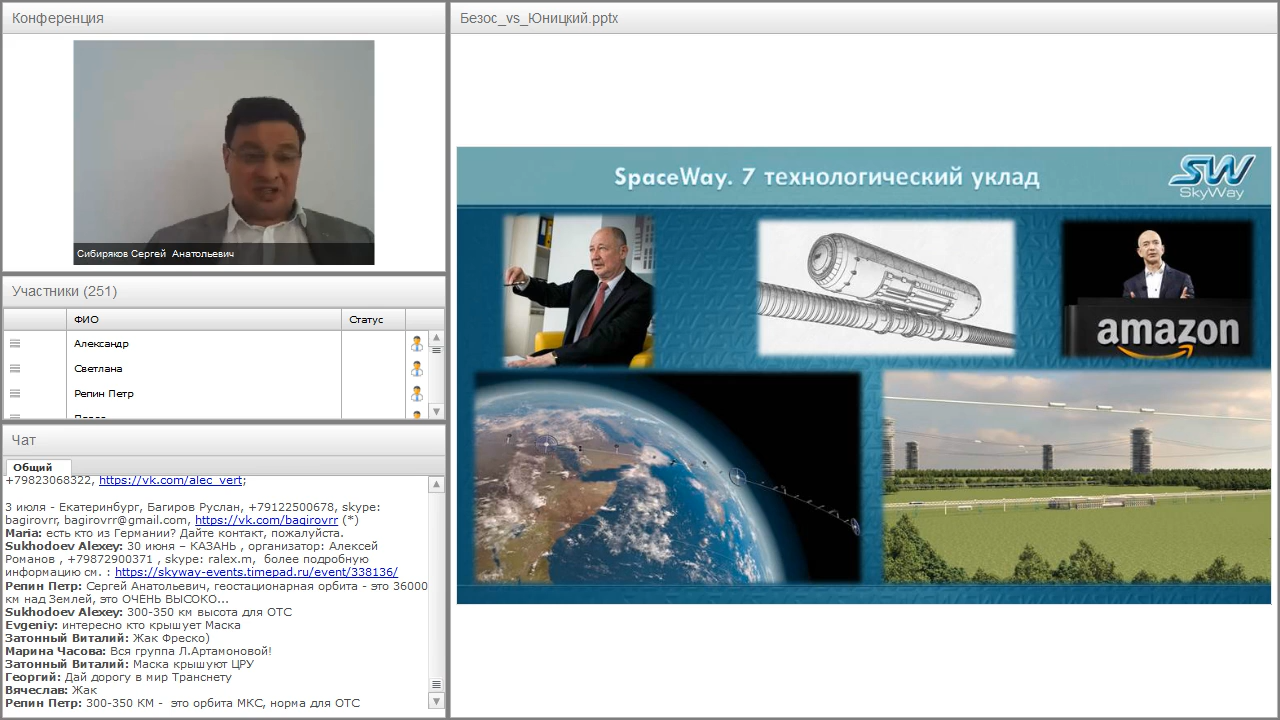 Конференция
Сибиряков Сергей Анатольевич
Участники (251)
ФИО
Статус
Александр
Светлана
Репин Петр
Чат
Общий
+79823068322, https://vk.com/alecavert;
3 июля - Екатеринбург, Багиров Руслан, +79122500678, skype:
bagirovrr, bagirovrr@gmail.com, https://vk.com/bagirovrr (*)
Maria: есть кто из Германии? Дайте контакт, пожалуйста.
Sukhodoev Alexey: 30 июня – КАЗАНЬ , организатор: Алексей
Романов , +79872900371 , skype: ralex.m, более подробную
информацию см. : https://skyway-events.timepad.ru/event/338136/
Репин Петр: Сергей Анатольевич, геостационарная орбита - это 36000
км над Землей, это ОЧЕНЬ ВЫСОКО...
Sukhodoev Alexey: 300-350 км высота для ОТС
Evgeniy: интересно кто крышует Маска
Затонный Виталий: Жак Фреско)
Марина Часова: Вся группа Л.Артамоновой!
Затонный Виталий: Маска крышуют ЦРУ
Георгий: Дай дорогу в мир Транснету
Вячеслав: Жак
Репин Петр: 300-350 КМ - это орбита МКС, норма для ОТС
Безос_vs_Юницкий.pptx
SpaceWay. 7 технологический уклад
SW
SkyWay
amazon